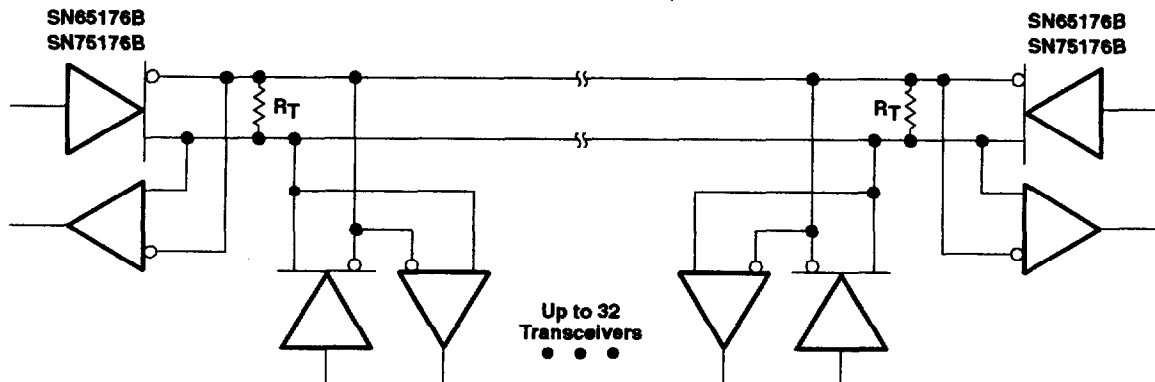 SN65176B
SN75176B
SN65176B
SN75176B
RT
RT
Up to 32
Transceivers